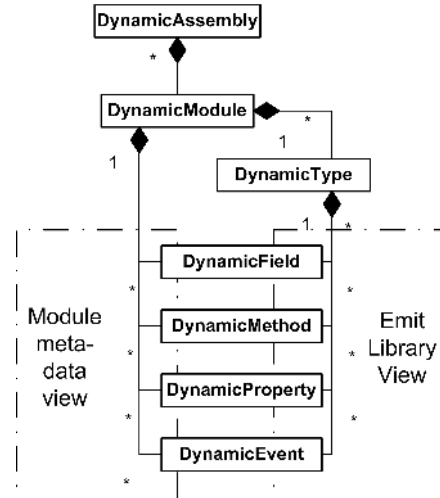 DynamicAssembly
*
DynamicModule
*
1
1
DynamicType
1
*
DynamicField
*
*
Module
meta-
data
view
DynamicMethod
Emit
Library
View
*
*
DynamicProperty
*
*
DynamicEvent
*